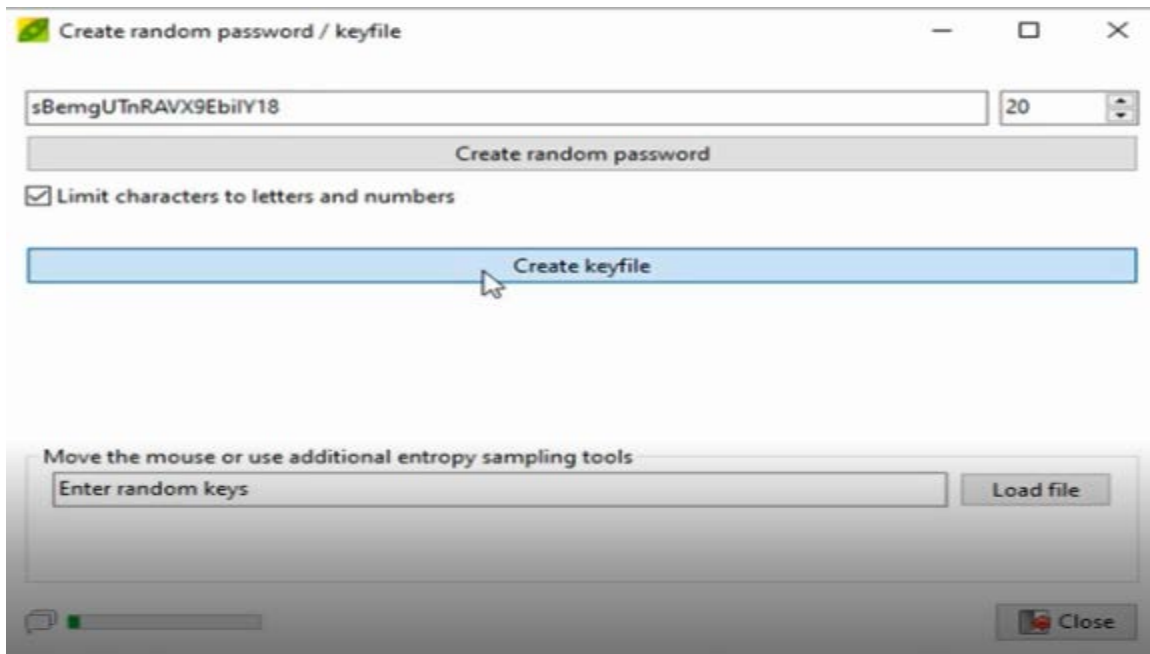 Create random password / keyfile
sBemgUTnRAVX9EbilY18 20
Create random password
Limit characters to letters and numbers
Create keyfile
Move the mouse or use additional entropy sampling tools
Enter random keys Load file
Close